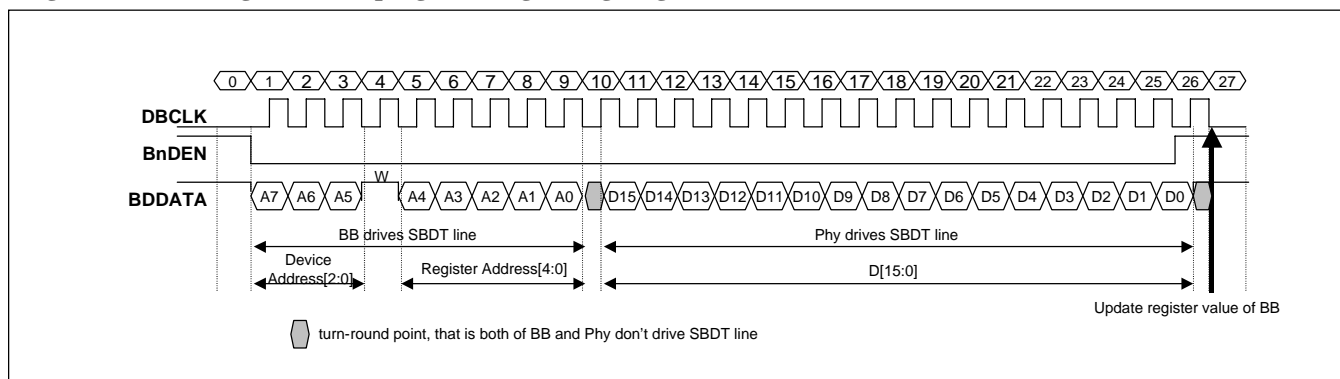 0 1 2 3 4 5 6 7 8 9 10 11 12 13 14 15 16 17 18 19 20 21 22 23 24 25 26 27
DBCLK
BnDEN
W
BDDATA A7 A6 A5 A4 A3 A2 A1 A0 D15 D14 D13 D12 D11 D10 D9 D8 D7 D6 D5 D4 D3 D2 D1 D0
BB drives SBDT line Phy drives SBDT line
Device
Address[2:0] Register Address[4:0] D[15:0]
Update register value of BB
turn-round point, that is both of BB and Phy don't drive SBDT line